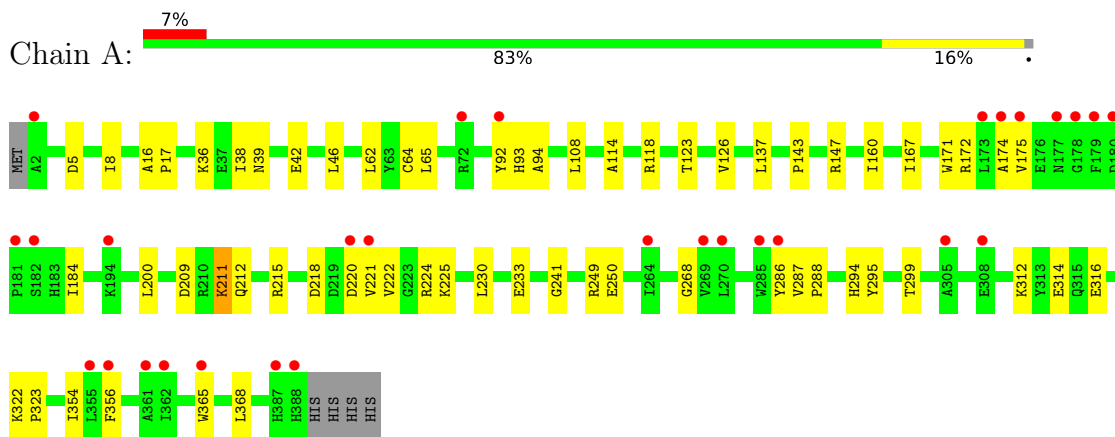 7%
Chain A:
83% 16% •
MET A2 D5 I8 A16 P17 K36 E37 I38 N39 E42 L46 L62 Y63 C64 L65 R72 Y92 H93 A94 L108 A114 R118 T123 V126 L137 P143 R147 I160 I167 W171 R172 L173 A174 V175 E176 N177 G178 F179 D180
P181 S182 H183 I184 K194 L200 D209 R210 K211 Q212 R215 D218 D219 D220 V221 V222 G223 R224 K225 L230 E233 G241 R249 E250 I264 G268 V269 L270 W285 Y286 V287 P288 H294 Y295 T299 A305 E308 K312 Y313 E314 Q315 E316
K322 P323 I354 L355 F356 A361 I362 W365 L368 H387 H388 HIS HIS HIS HIS